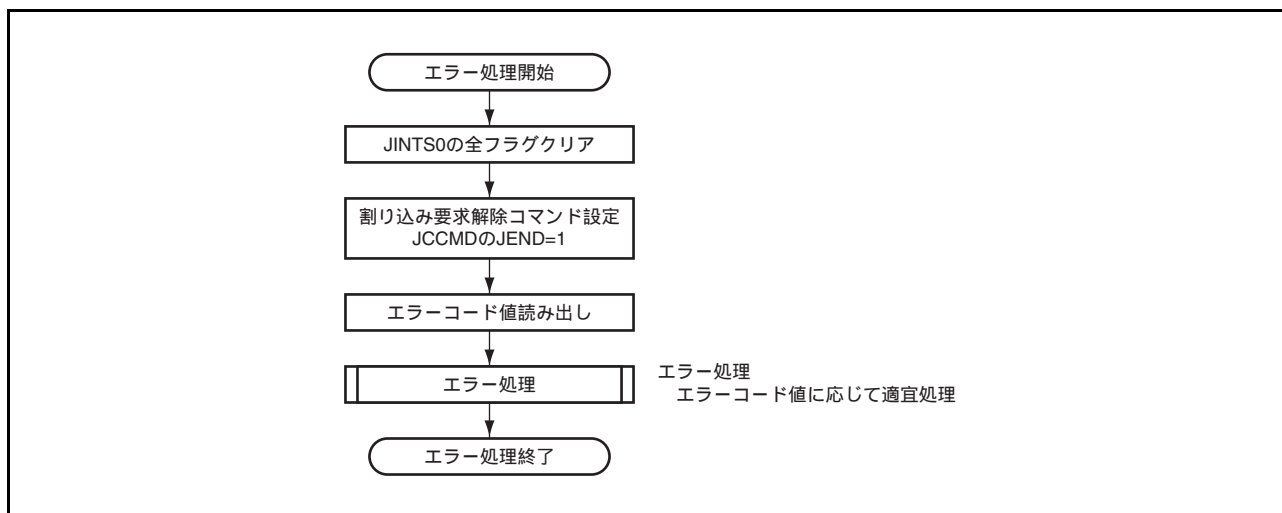 エラー処理開始
JINTS0の全フラグクリア
割り込み要求解除コマンド設定
JCCMDのJEND=1
エラーコード値読み出し
エラー処理
エラー処理
エラーコード値に応じて適宜処理
エラー処理終了